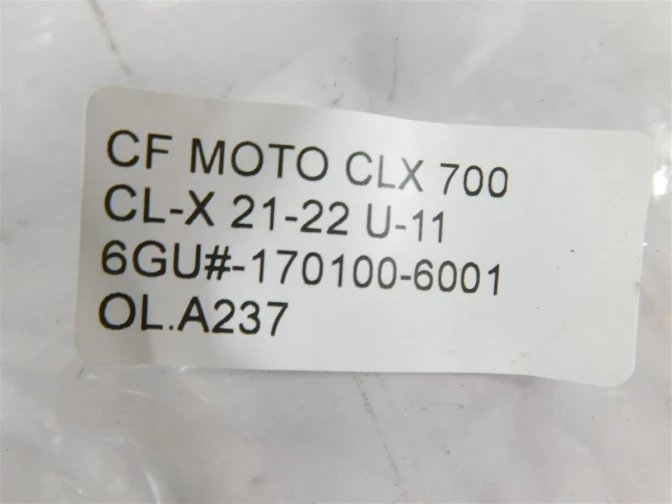 CF MOTO CLX 700
CL-X 21-22 U-11
6GU#-170100-6001
OL.A237